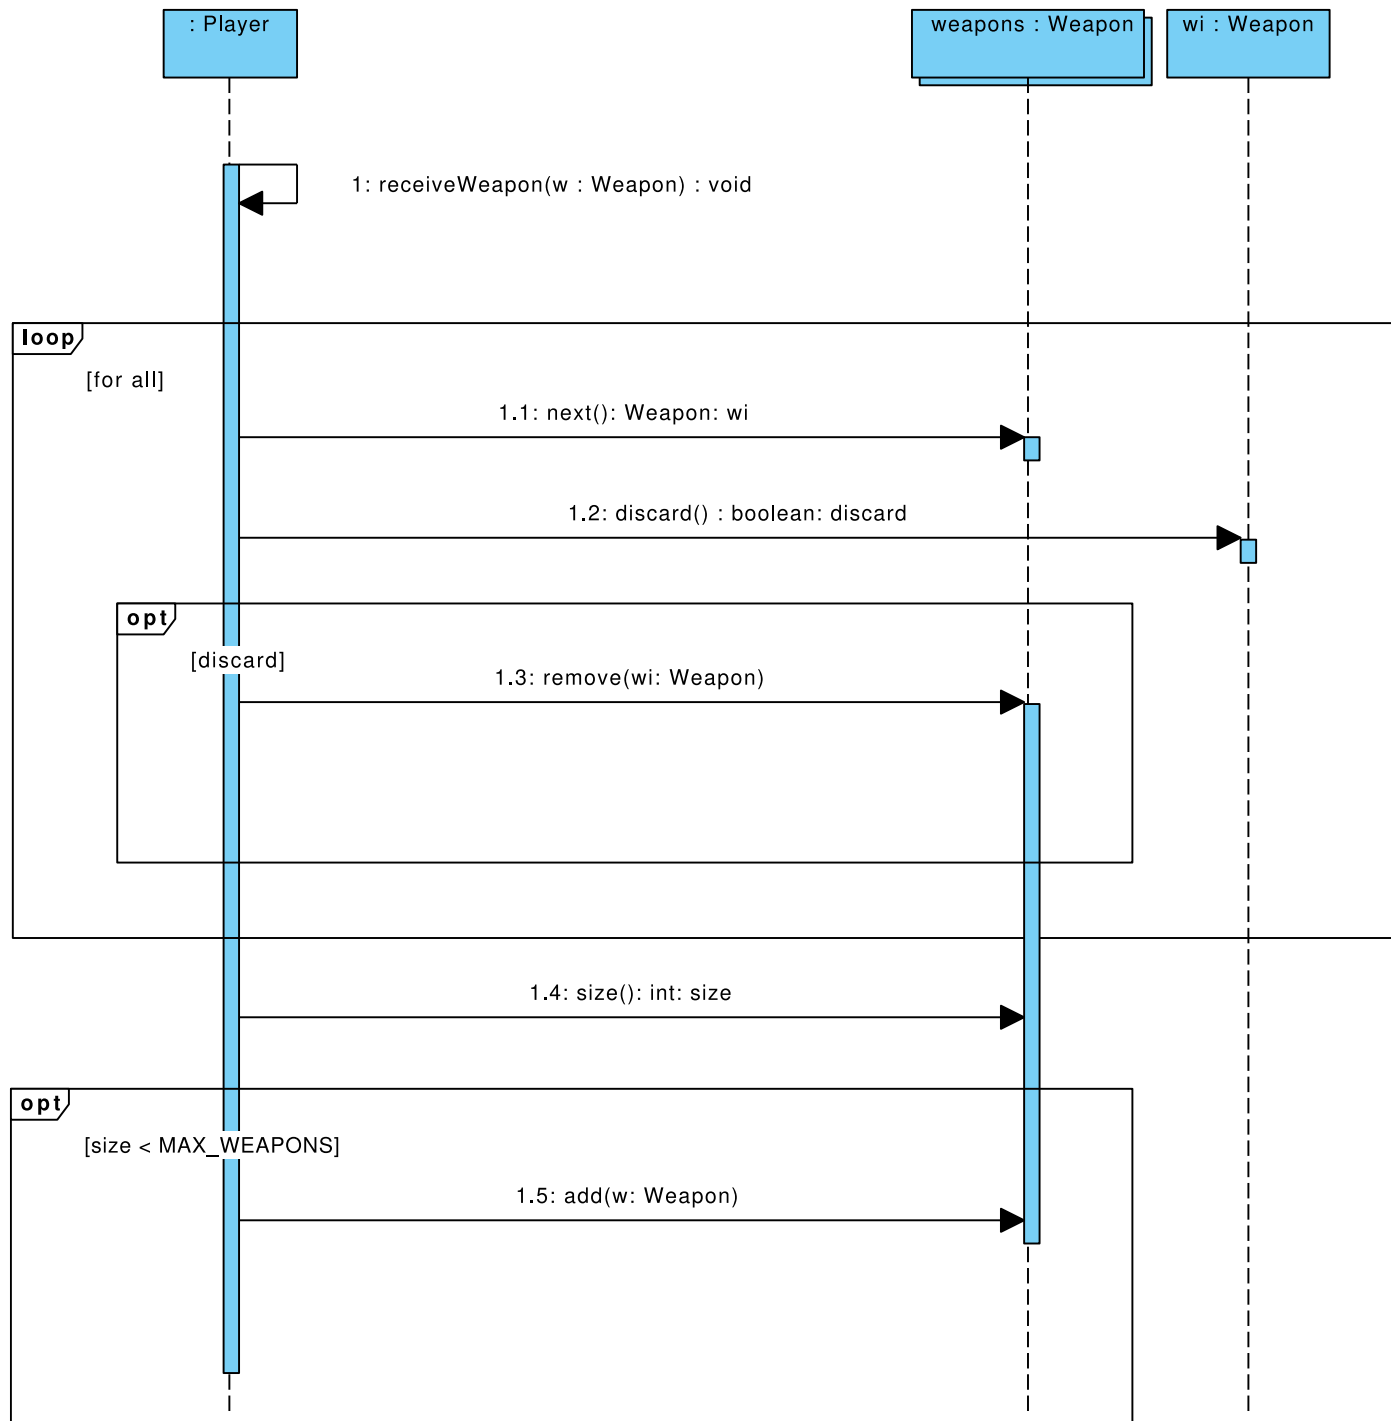 : Player
weapons : Weapon
wi : Weapon
1: receiveWeapon(w : Weapon) : void
loop
[for all]
1.1: next(): Weapon: wi
1.2: discard() : boolean: discard
opt
[discard]
1.3: remove(wi: Weapon)
1.4: size(): int: size
opt
[size < MAX_WEAPONS]
1.5: add(w: Weapon)